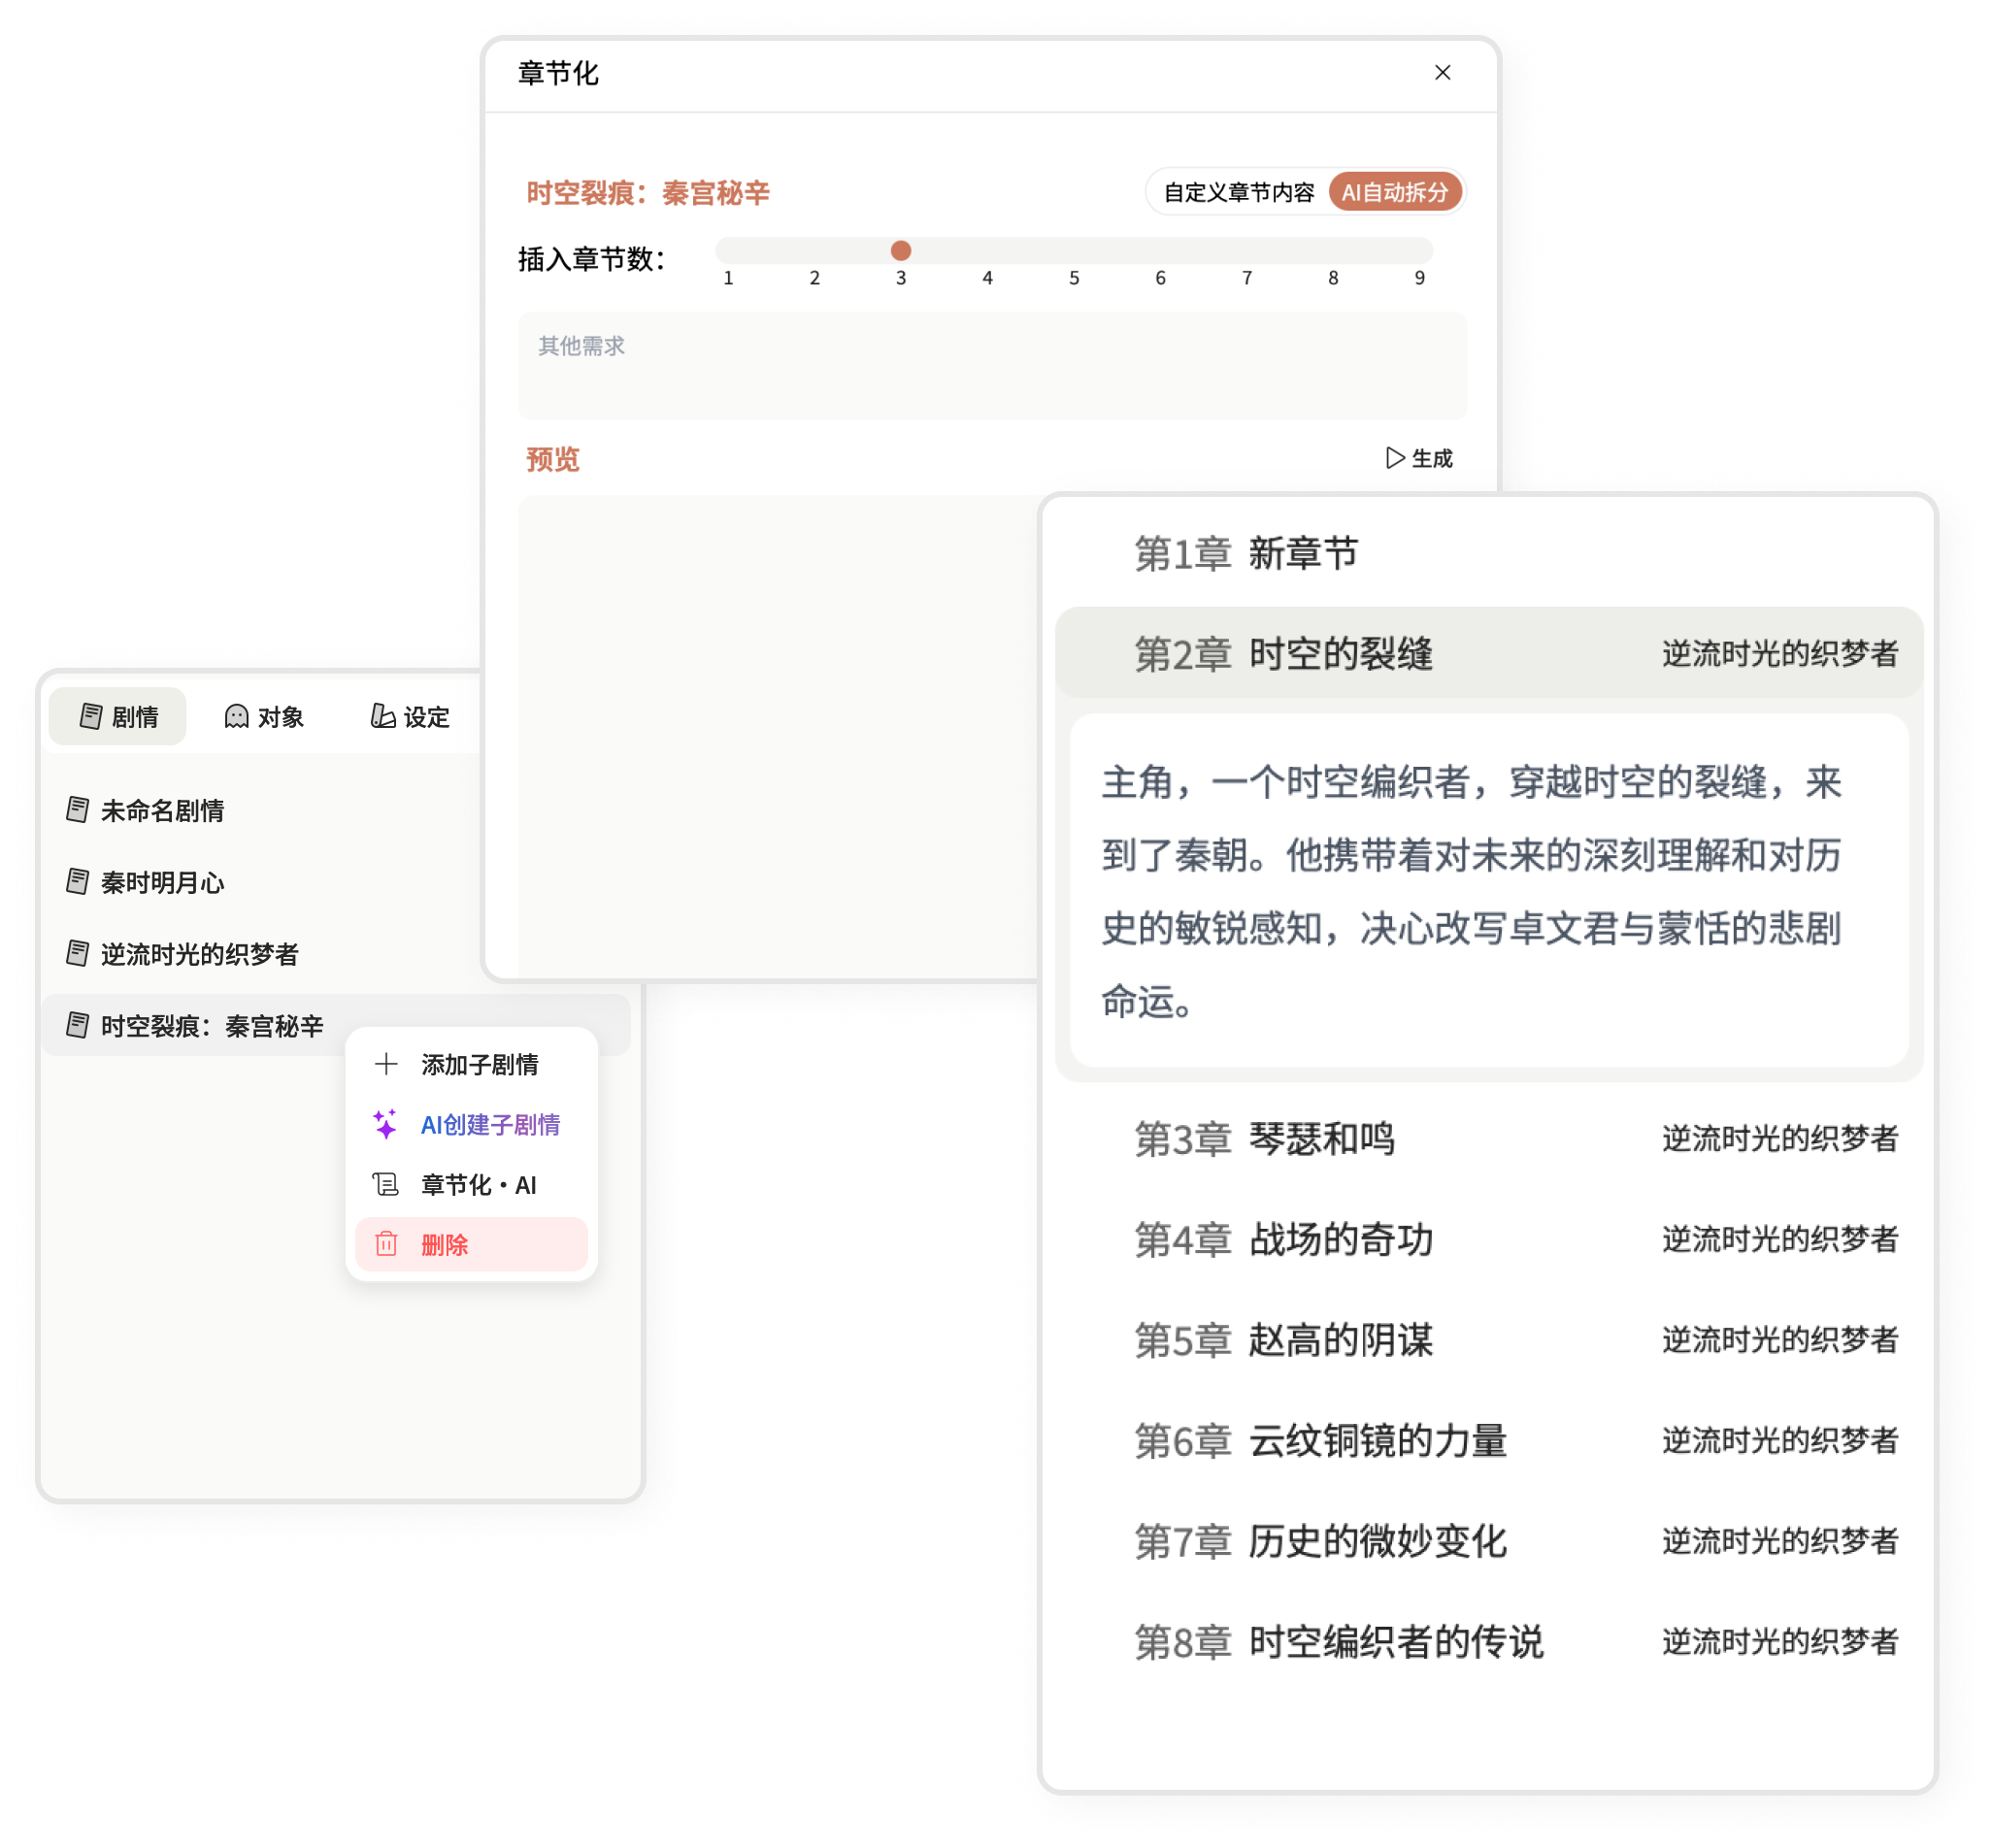 章节化
时空裂痕：秦宫秘辛
自定义章节内容 AI自动拆分
插入章节数：
1 2 3 4 5 6 7 8 9
其他需求
预览
生成
剧情 对象 设定
未命名剧情
秦时明月心
逆流时光的织梦者
时空裂痕：秦宫秘辛
添加子剧情
AI创建子剧情
章节化·AI
删除
第1章 新章节
第2章 时空的裂缝 逆流时光的织梦者
主角，一个时空编织者，穿越时空的裂缝，来
到了秦朝。他携带着对未来的深刻理解和对历
史的敏锐感知，决心改写卓文君与蒙恬的悲剧
命运。
第3章 琴瑟和鸣 逆流时光的织梦者
第4章 战场的奇功 逆流时光的织梦者
第5章 赵高的阴谋 逆流时光的织梦者
第6章 云纹铜镜的力量 逆流时光的织梦者
第7章 历史的微妙变化 逆流时光的织梦者
第8章 时空编织者的传说 逆流时光的织梦者